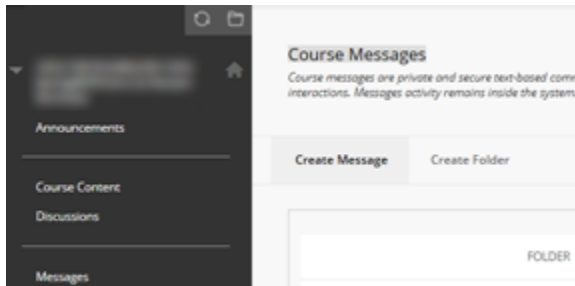 Announcements
Course Content
Discussions
Messages
Course Messages
Course messages are private and secure text-based
interactions. Messages activity remains inside the system
Create Message Create Folder
FOLDER